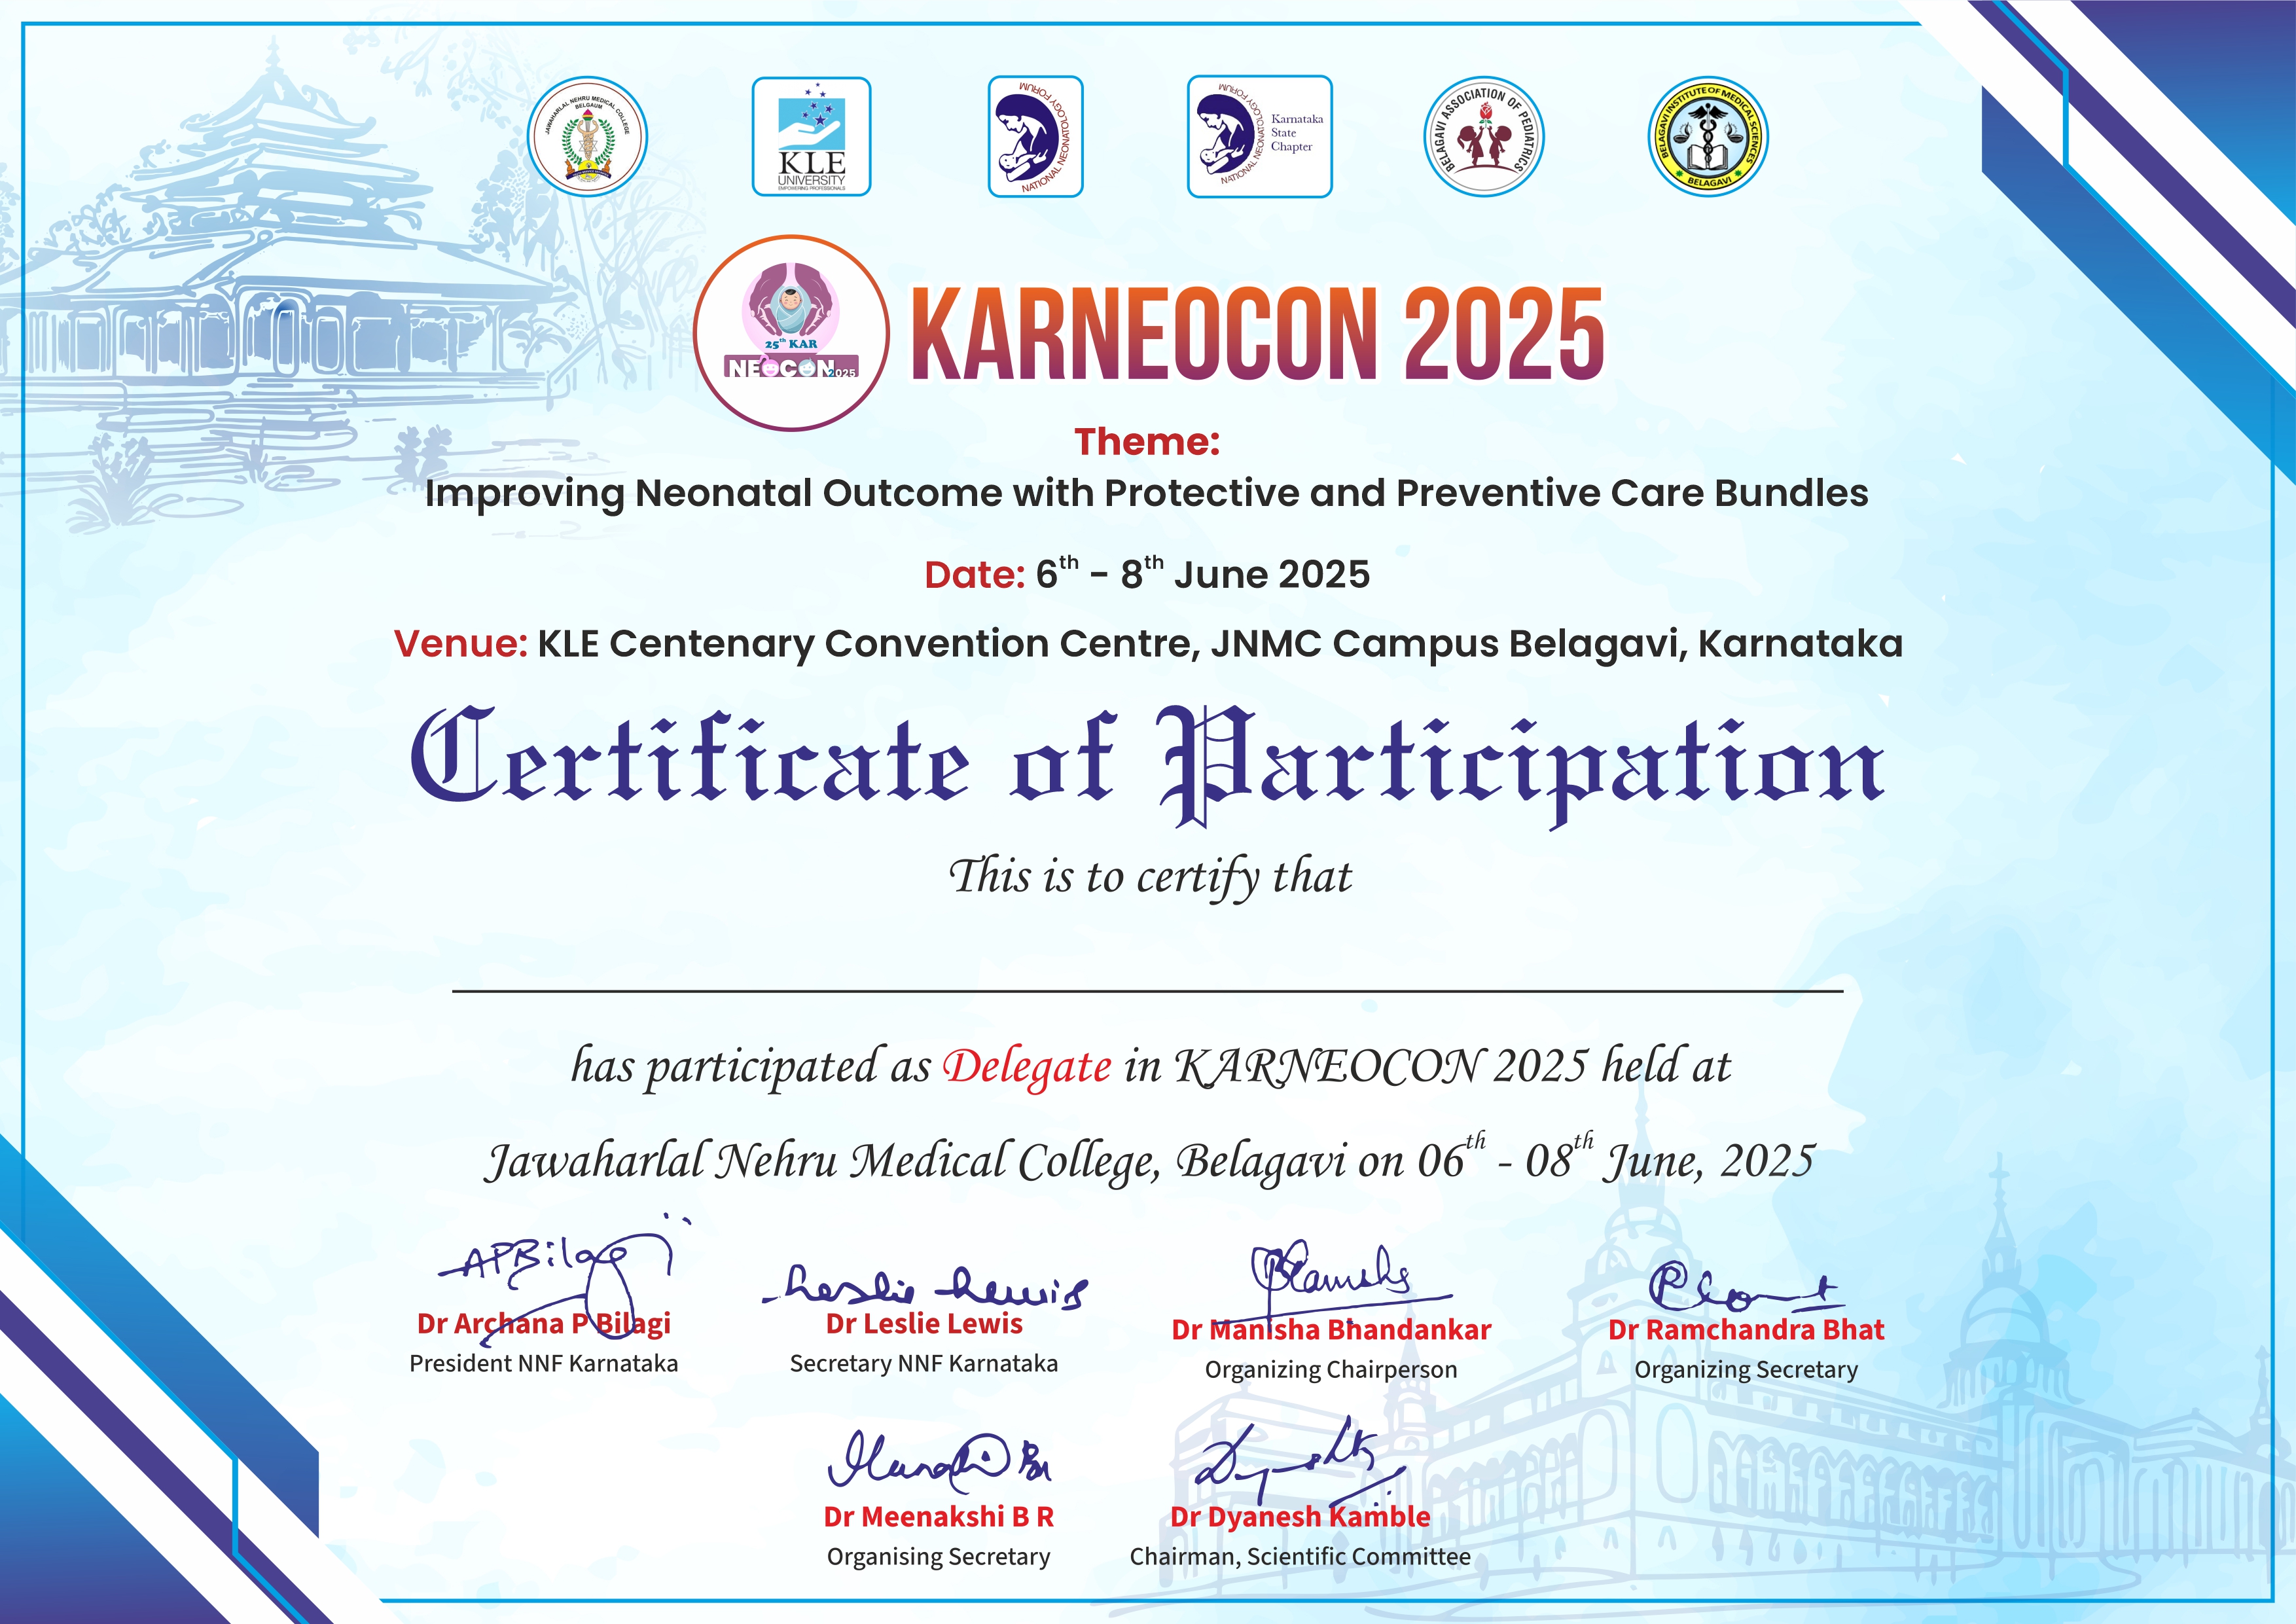 JAWAHARLAL NEHRU MEDICAL COLLEGE
BELGAUM
KLE
UNIVERSITY
EMPOWERING PROFESSIONALS
NATIONAL NEONATOLOGY FORUM
NATIONAL NEONATOLOGY FORUM
Karnataka
State
Chapter
BELAGAVI ASSOCIATION OF PEDIATRICS
BELAGAVI INSTITUTE OF MEDICAL SCIENCES
BELAGAVI
25th KAR
NEOCON 2025
KARNEOCON 2025
Theme:
Improving Neonatal Outcome with Protective and Preventive Care Bundles
Date: 6th - 8th June 2025
Venue: KLE Centenary Convention Centre, JNMC Campus Belagavi, Karnataka
Certificate of Participation
This is to certify that
has participated as Delegate in KARNEOCON 2025 held at
Jawaharlal Nehru Medical College, Belagavi on 06th - 08th June, 2025
APBilagi
Leslie Lewis
Dr Archana P Bilagi
President NNF Karnataka
Dr Leslie Lewis
Secretary NNF Karnataka
Dr Manisha Bhandankar
Organizing Chairperson
Dr Ramchandra Bhat
Organizing Secretary
Dr Meenakshi B R
Organising Secretary
Dr Dyanesh Kamble
Chairman, Scientific Committee